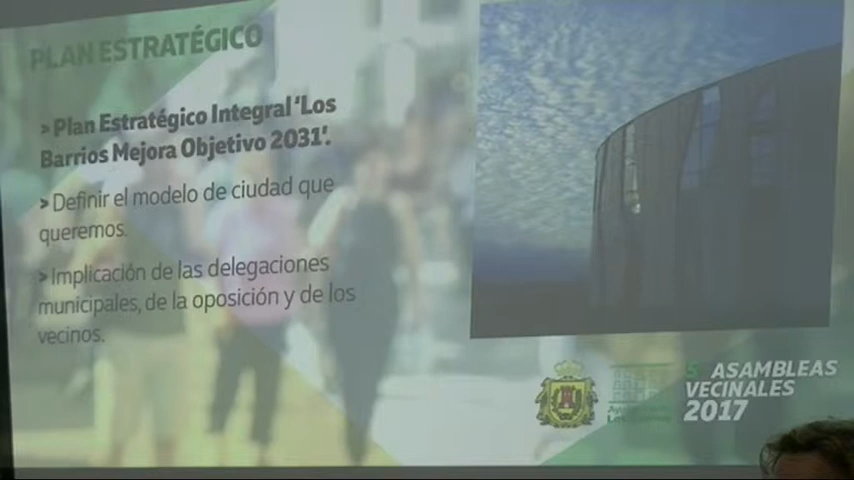 PLAN ESTRATÉGICO
> Plan Estratégico Integral 'Los
Barrios Mejora Objetivo 2031'.
> Definir el modelo de ciudad que
queremos.
> Implicación de las delegaciones
municipales, de la oposición y de los
vecinos.
ASAMBLEAS
VECINALES
2017